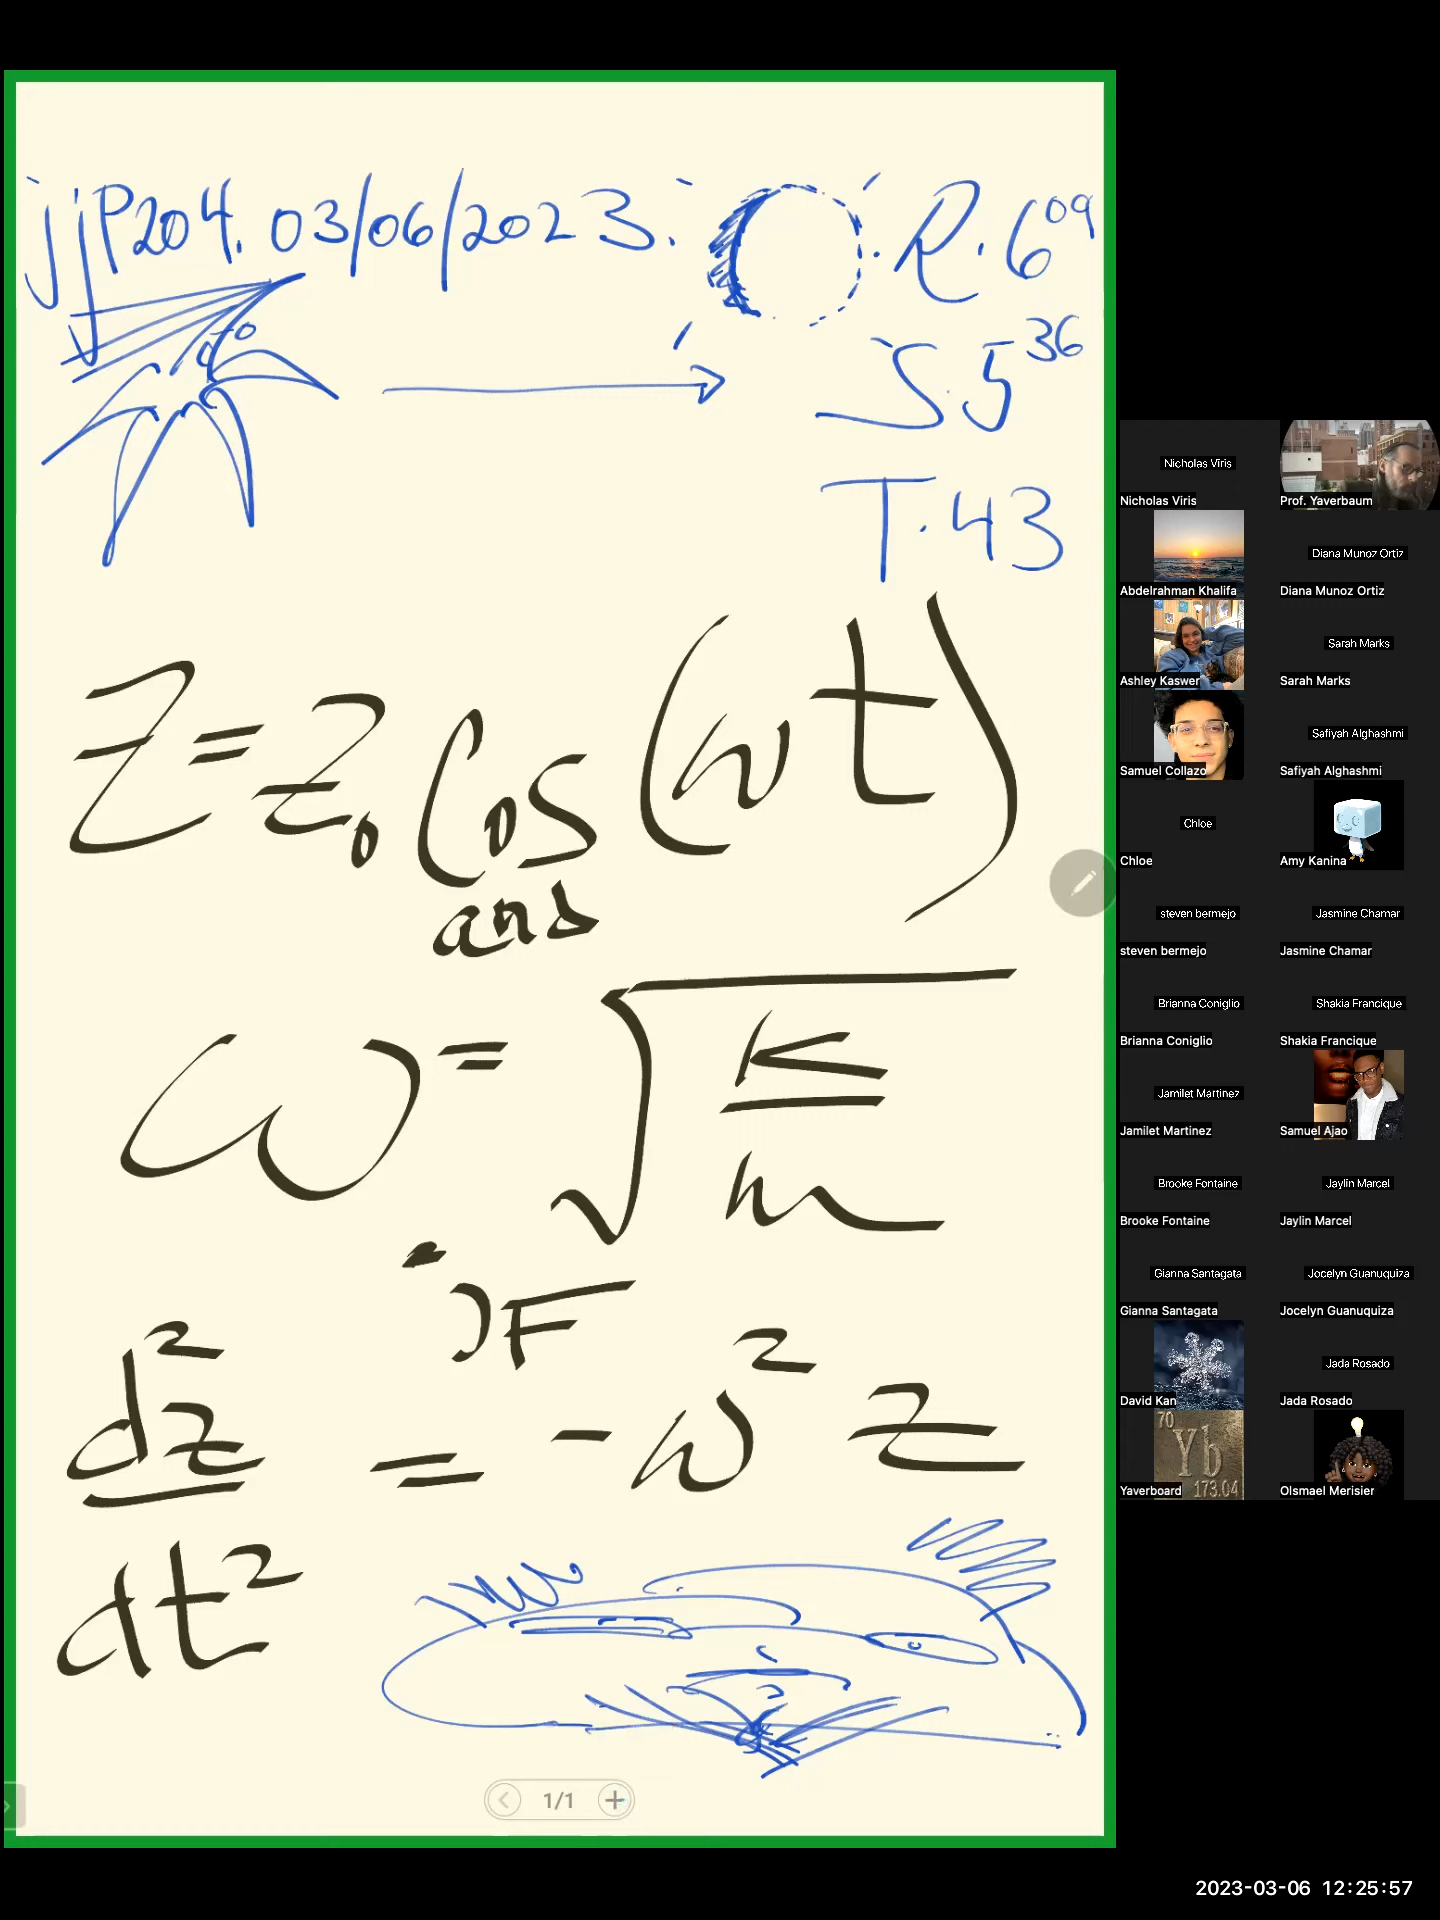 jjP204. 03/06/2023. R. 6⁰⁹
S. 5³⁶
T. 43
Z = Z₀ Cos (ωt)
and
ω = √(K/m)
iF
d²z/dt² = -ω² z
1/1
Nicholas Viris
Nicholas Viris
Prof. Yaverbaum
Abdelrahman Khalifa
Diana Munoz Ortiz
Diana Munoz Ortiz
Ashley Kaswer
Sarah Marks
Sarah Marks
Samuel Collazo
Safiyah Alghashmi
Safiyah Alghashmi
Chloe
Chloe
Amy Kanina
steven bermejo
steven bermejo
Jasmine Chamar
Jasmine Chamar
Brianna Coniglio
Brianna Coniglio
Shakia Francique
Shakia Francique
Jamilet Martinez
Jamilet Martinez
Samuel Ajao
Brooke Fontaine
Brooke Fontaine
Jaylin Marcel
Jaylin Marcel
Gianna Santagata
Gianna Santagata
Jocelyn Guanuquiza
Jocelyn Guanuquiza
David Kan
Jada Rosado
Jada Rosado
70
Yb
173.04
Yaverboard
Olsmael Merisier
2023-03-06 12:25:57